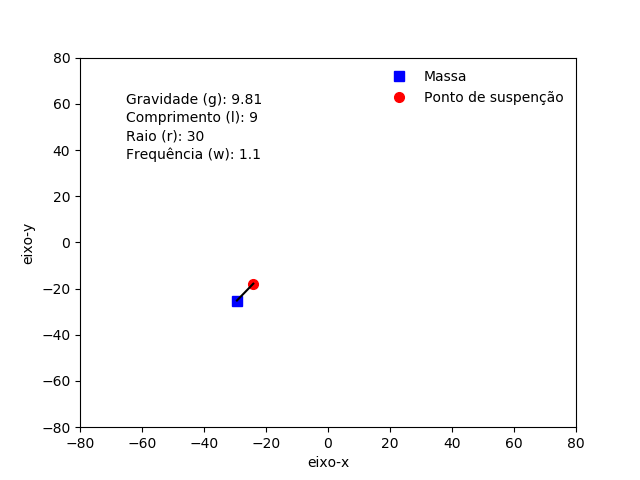 80
60
40
20
0
−20
−40
−60
−80
−80
−60
−40
−20
0
20
40
60
80
eixo-y
eixo-x
Gravidade (g): 9.81
Comprimento (l): 9
Raio (r): 30
Frequência (w): 1.1
Massa
Ponto de suspenção